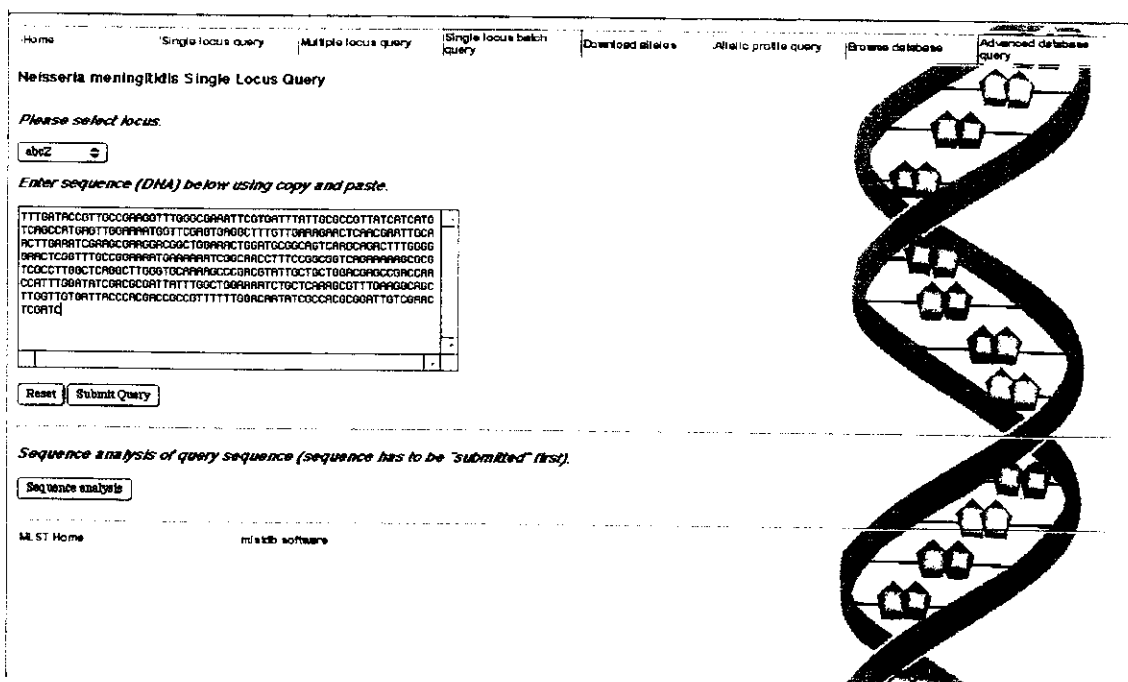 Home Single locus query Multiple locus query Single locus batch query Download alleles Allelic profile query Browse database Advanced database query
Neisseria meningitidis Single Locus Query
Please select locus.
abcZ
Enter sequence (DNA) below using copy and paste.
TTTGATACCGTTGCCGAAGGTTTGGGCGAAATTCGTGATTTATTGCGCCGTTATCATCATG
TCAGCCATGAGTTGGAAAATGGTTCGAGTGAGGCTTTGTTGAAAGAACTCAACGAATTGCA
ACTTGAAATCGAAGCGAAGGACGGCTGGAAACTGGATGCGGCAGTCAAGCAGACTTTGGGG
GAACTCGGTTTGCCGGAAAATGAAAAAATCGGCAACCTTTCCGGCGGTCAGAAAAAGCGCG
TCGCCTTGGCTCAGGCTTGGGTGCAAAAGCCCGACGTATTGCTGCTGGACGAGCCGACCAA
CCATTTGGATATCGACGCGATTATTTGGCTGGAAAATCTGCTCAAAGCGTTTGAAGGCAGC
TTGGTTGTGATTACCCACGACCGCCGTTTTTTGGACAATATCGCCACGCGGATTGTCGAAC
TCGATC
Reset Submit Query
Sequence analysis of query sequence (sequence has to be "submitted" first).
Sequence analysis
MLST Home mlstdb software